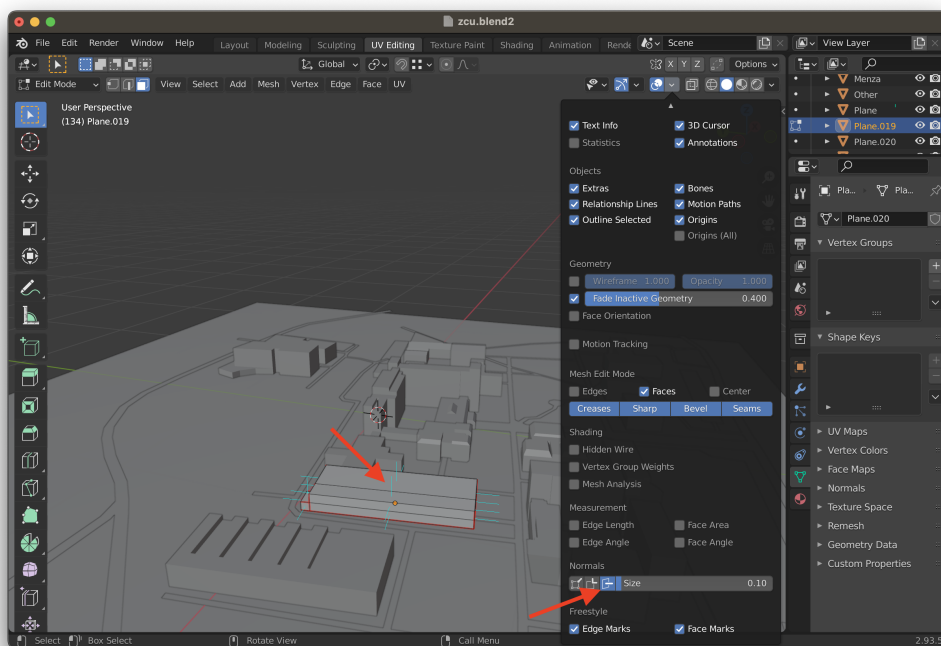 zcu.blend2
File Edit Render Window Help Layout Modeling Sculpting UV Editing Texture Paint Shading Animation Rende Scene View Layer
Global X Y Z Options
Edit Mode View Select Add Mesh Vertex Edge Face UV
User Perspective
(134) Plane.019
Text Info 3D Cursor
Statistics Annotations
Objects
Extras Bones
Relationship Lines Motion Paths
Outline Selected Origins
Origins (All)
Geometry
Wireframe 1.000 Opacity 1.000
Fade Inactive Geometry 0.400
Face Orientation
Motion Tracking
Mesh Edit Mode
Edges Faces Center
Creases Sharp Bevel Seams
Shading
Hidden Wire
Vertex Group Weights
Mesh Analysis
Measurement
Edge Length Face Area
Edge Angle Face Angle
Normals
Size 0.10
Freestyle
Edge Marks Face Marks
Menza
Other
Plane
Plane.019
Plane.020
Pla... Pla...
Plane.020
Vertex Groups
Shape Keys
UV Maps
Vertex Colors
Face Maps
Normals
Texture Space
Remesh
Geometry Data
Custom Properties
Select Box Select Rotate View Call Menu 2.93.5